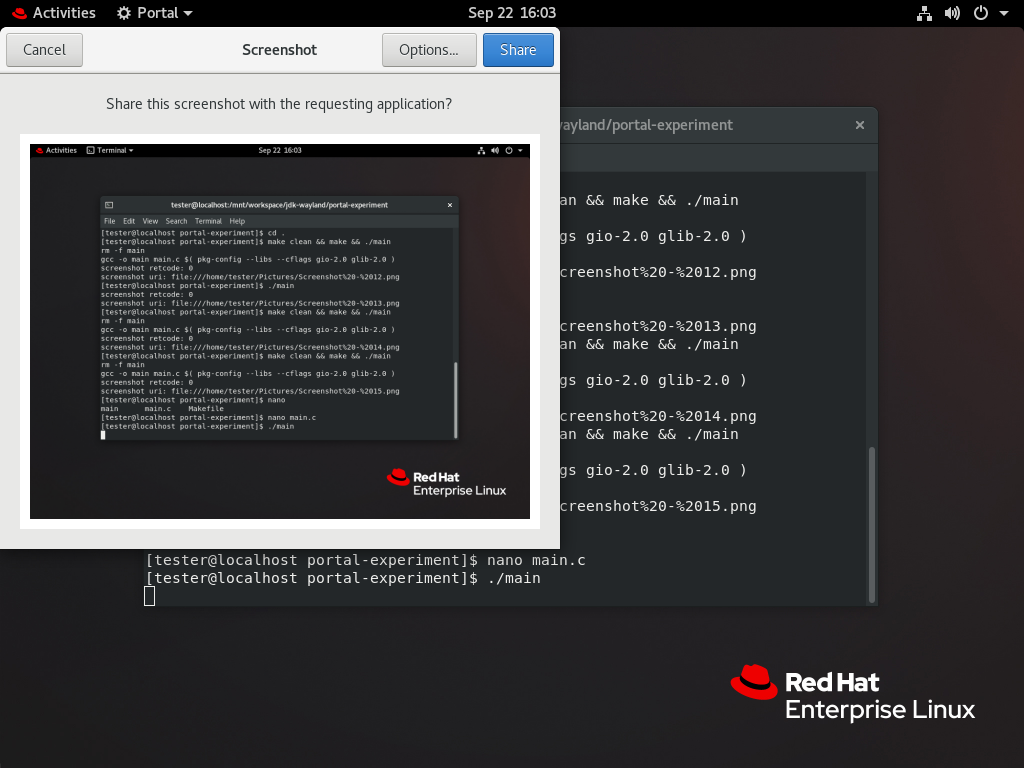 Activities Portal Sep 22 16:03
Cancel Screenshot Options... Share
Share this screenshot with the requesting application?
Activities Terminal Sep 22 16:03
tester@localhost:/mnt/workspace/jdk-wayland/portal-experiment
File Edit View Search Terminal Help
[tester@localhost portal-experiment]$ cd .
[tester@localhost portal-experiment]$ make clean && make && ./main
rm -f main
gcc -o main main.c $( pkg-config --libs --cflags gio-2.0 glib-2.0 )
screenshot retcode: 0
screenshot uri: file:///home/tester/Pictures/Screenshot%20-%2012.png
[tester@localhost portal-experiment]$ ./main
screenshot retcode: 0
screenshot uri: file:///home/tester/Pictures/Screenshot%20-%2013.png
[tester@localhost portal-experiment]$ make clean && make && ./main
rm -f main
gcc -o main main.c $( pkg-config --libs --cflags gio-2.0 glib-2.0 )
screenshot retcode: 0
screenshot uri: file:///home/tester/Pictures/Screenshot%20-%2014.png
[tester@localhost portal-experiment]$ make clean && make && ./main
rm -f main
gcc -o main main.c $( pkg-config --libs --cflags gio-2.0 glib-2.0 )
screenshot retcode: 0
screenshot uri: file:///home/tester/Pictures/Screenshot%20-%2015.png
[tester@localhost portal-experiment]$ nano
main main.c Makefile
[tester@localhost portal-experiment]$ nano main.c
[tester@localhost portal-experiment]$ ./main
Red Hat
Enterprise Linux
wayland/portal-experiment
an && make && ./main
gs gio-2.0 glib-2.0 )
creenshot%20-%2012.png
creenshot%20-%2013.png
an && make && ./main
gs gio-2.0 glib-2.0 )
creenshot%20-%2014.png
an && make && ./main
gs gio-2.0 glib-2.0 )
creenshot%20-%2015.png
[tester@localhost portal-experiment]$ nano main.c
[tester@localhost portal-experiment]$ ./main
Red Hat
Enterprise Linux